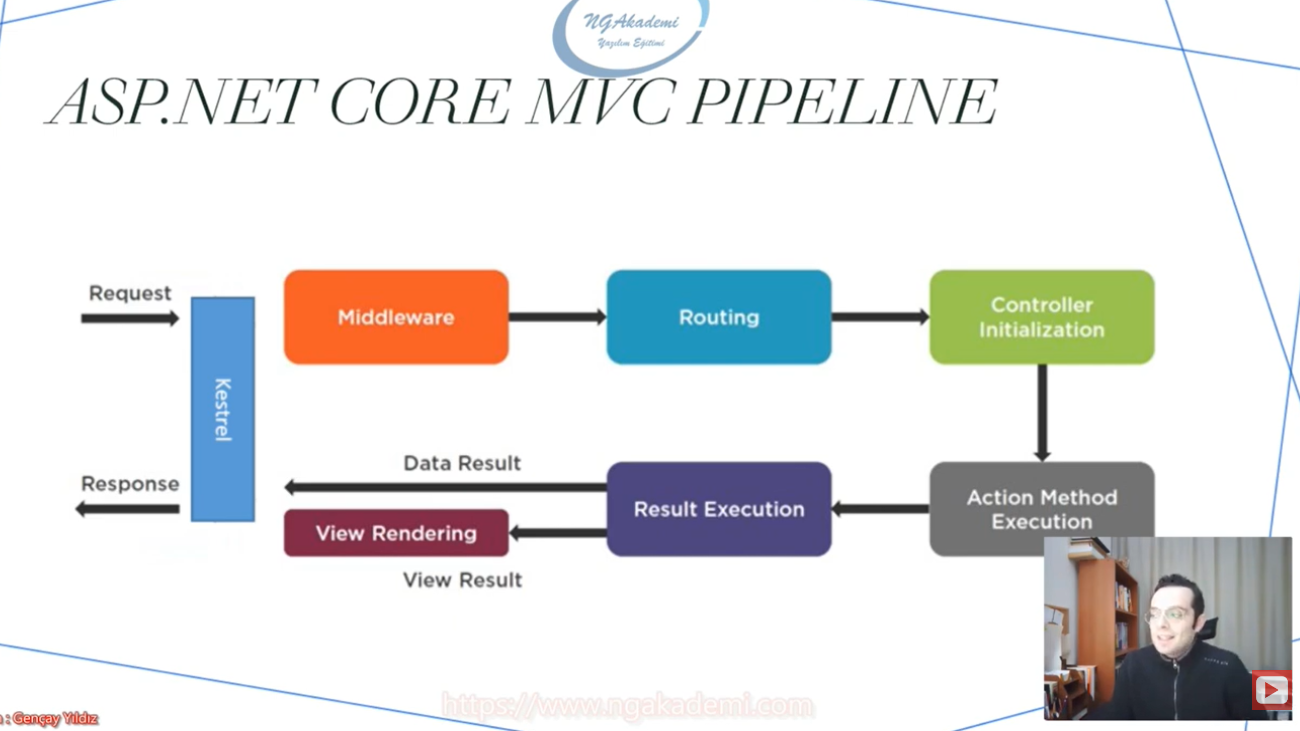 NGAkademi
Yazılım Eğitimi
ASP.NET CORE MVC PIPELINE
Request
Kestrel
Middleware
Routing
Controller
Initialization
Response
Data Result
View Rendering
View Result
Result Execution
Action Method
Execution
https://www.ngakademi.com
: Gençay Yıldız